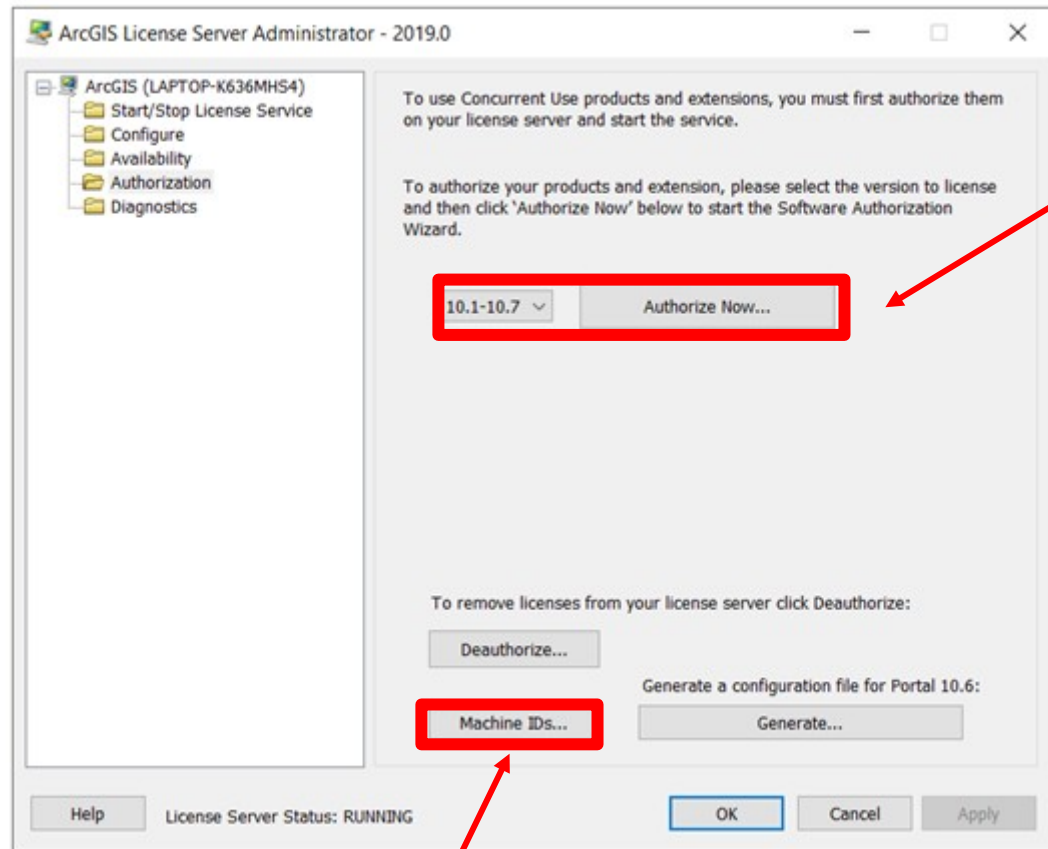 ArcGIS License Server Administrator - 2019.0
ArcGIS (LAPTOP-K636MHS4)
Start/Stop License Service
Configure
Availability
Authorization
Diagnostics
To use Concurrent Use products and extensions, you must first authorize them
on your license server and start the service.
To authorize your products and extension, please select the version to license
and then click 'Authorize Now' below to start the Software Authorization
Wizard.
10.1-10.7
Authorize Now...
To remove licenses from your license server click Deauthorize:
Deauthorize...
Generate a configuration file for Portal 10.6:
Machine IDs...
Generate...
Help
License Server Status: RUNNING
OK
Cancel
Apply